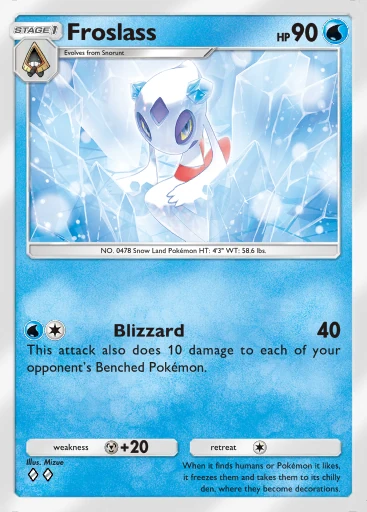 STAGE 1
Froslass
HP 90
Evolves from Snorunt.
NO. 0478 Snow Land Pokémon HT: 4'3" WT: 58.6 lbs.
Blizzard 40
This attack also does 10 damage to each of your
opponent's Benched Pokémon.
weakness +20
retreat
Illus. Mizue
When it finds humans or Pokémon it likes,
it freezes them and takes them to its chilly
den, where they become decorations.